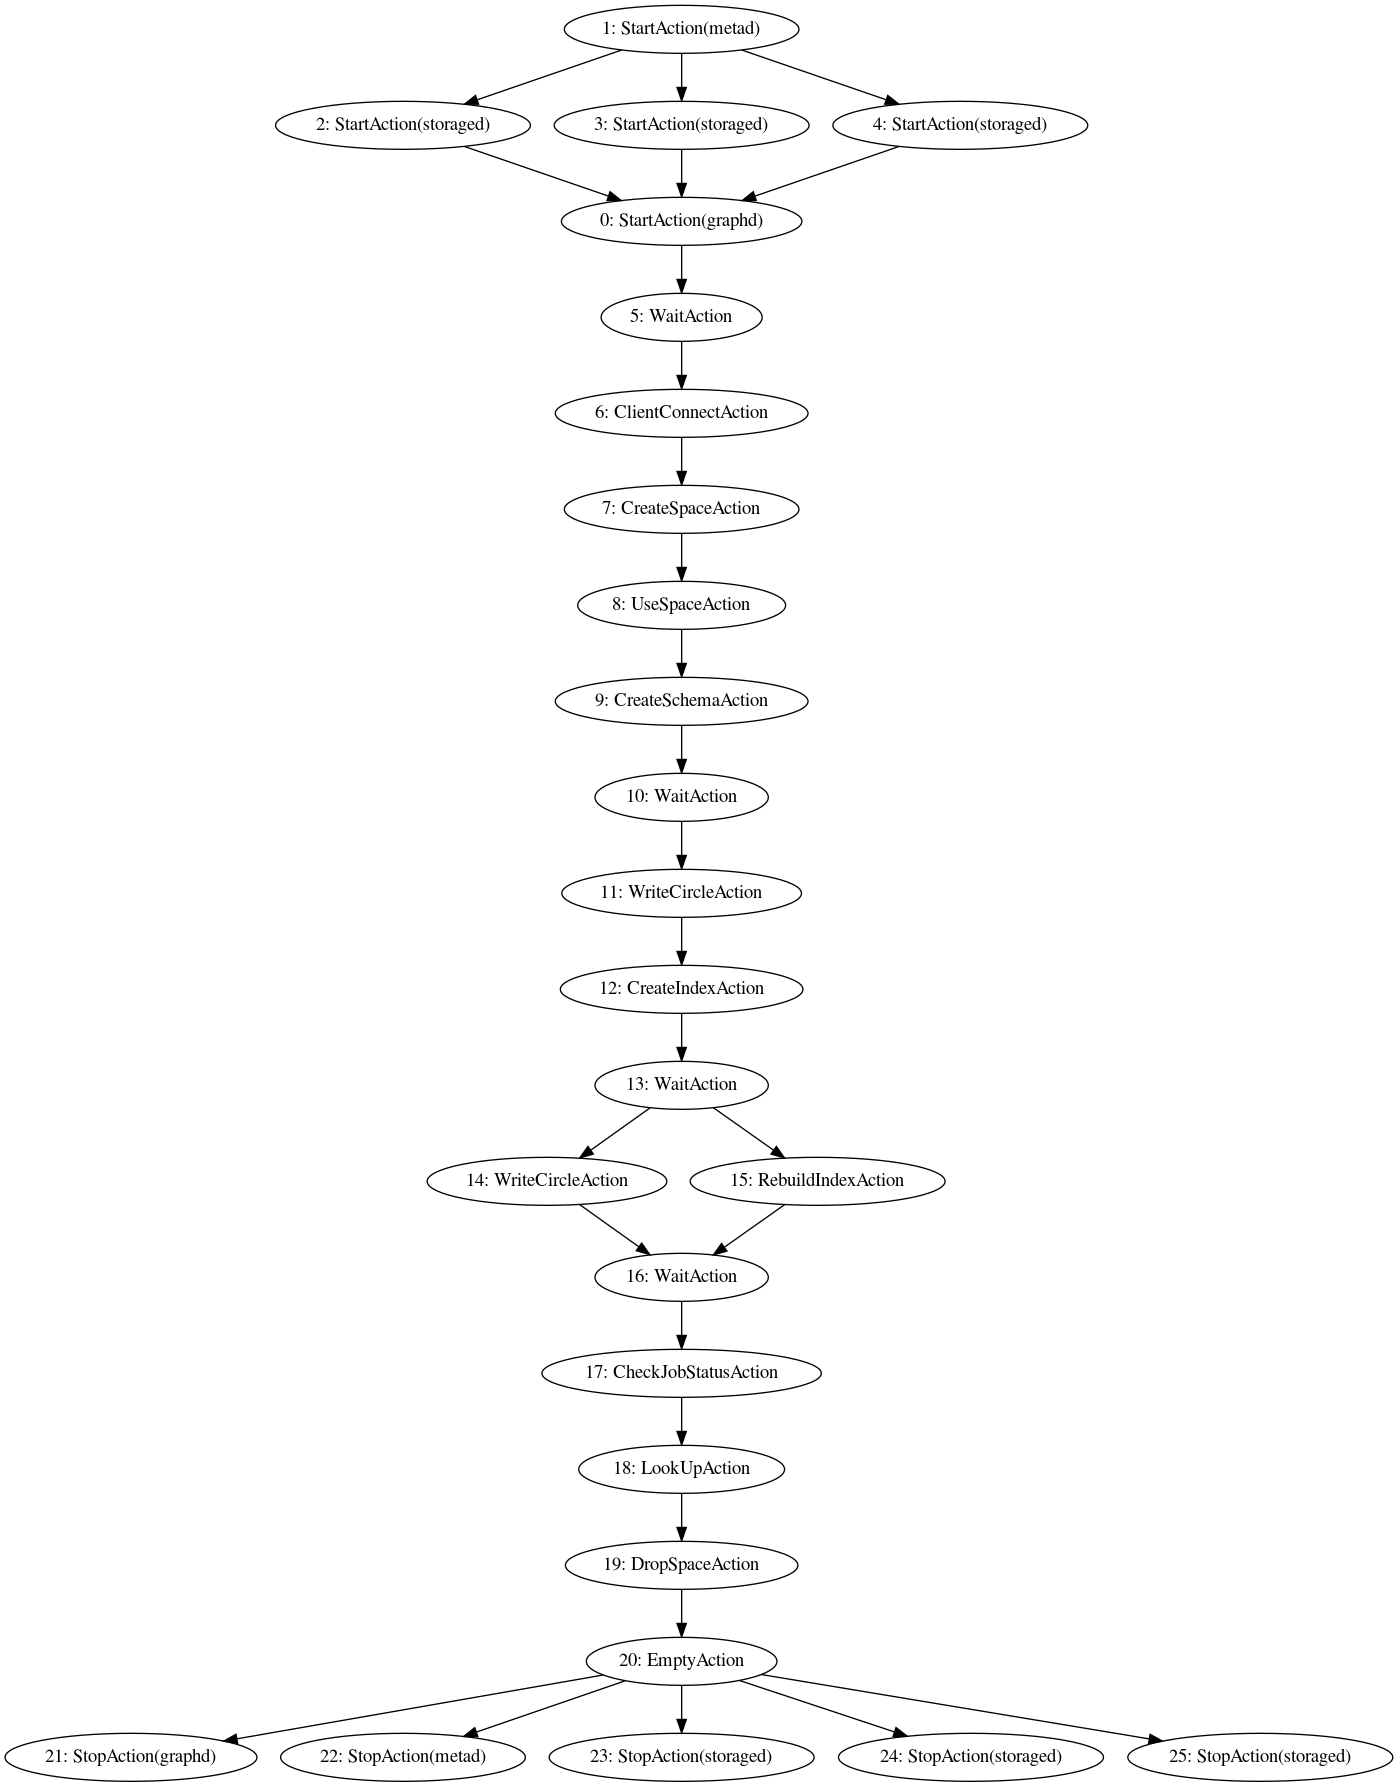 1: StartAction(metad)
2: StartAction(storaged)
3: StartAction(storaged)
4: StartAction(storaged)
0: StartAction(graphd)
5: WaitAction
6: ClientConnectAction
7: CreateSpaceAction
8: UseSpaceAction
9: CreateSchemaAction
10: WaitAction
11: WriteCircleAction
12: CreateIndexAction
13: WaitAction
14: WriteCircleAction
15: RebuildIndexAction
16: WaitAction
17: CheckJobStatusAction
18: LookUpAction
19: DropSpaceAction
20: EmptyAction
21: StopAction(graphd)
22: StopAction(metad)
23: StopAction(storaged)
24: StopAction(storaged)
25: StopAction(storaged)